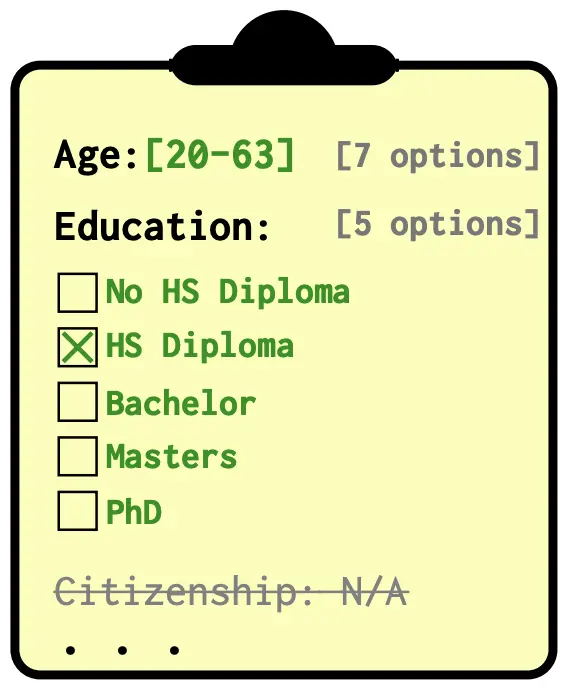 Age:[20-63] [7 options]
Education: [5 options]
No HS Diploma
HS Diploma
Bachelor
Masters
PhD
Citizenship: N/A
. . .